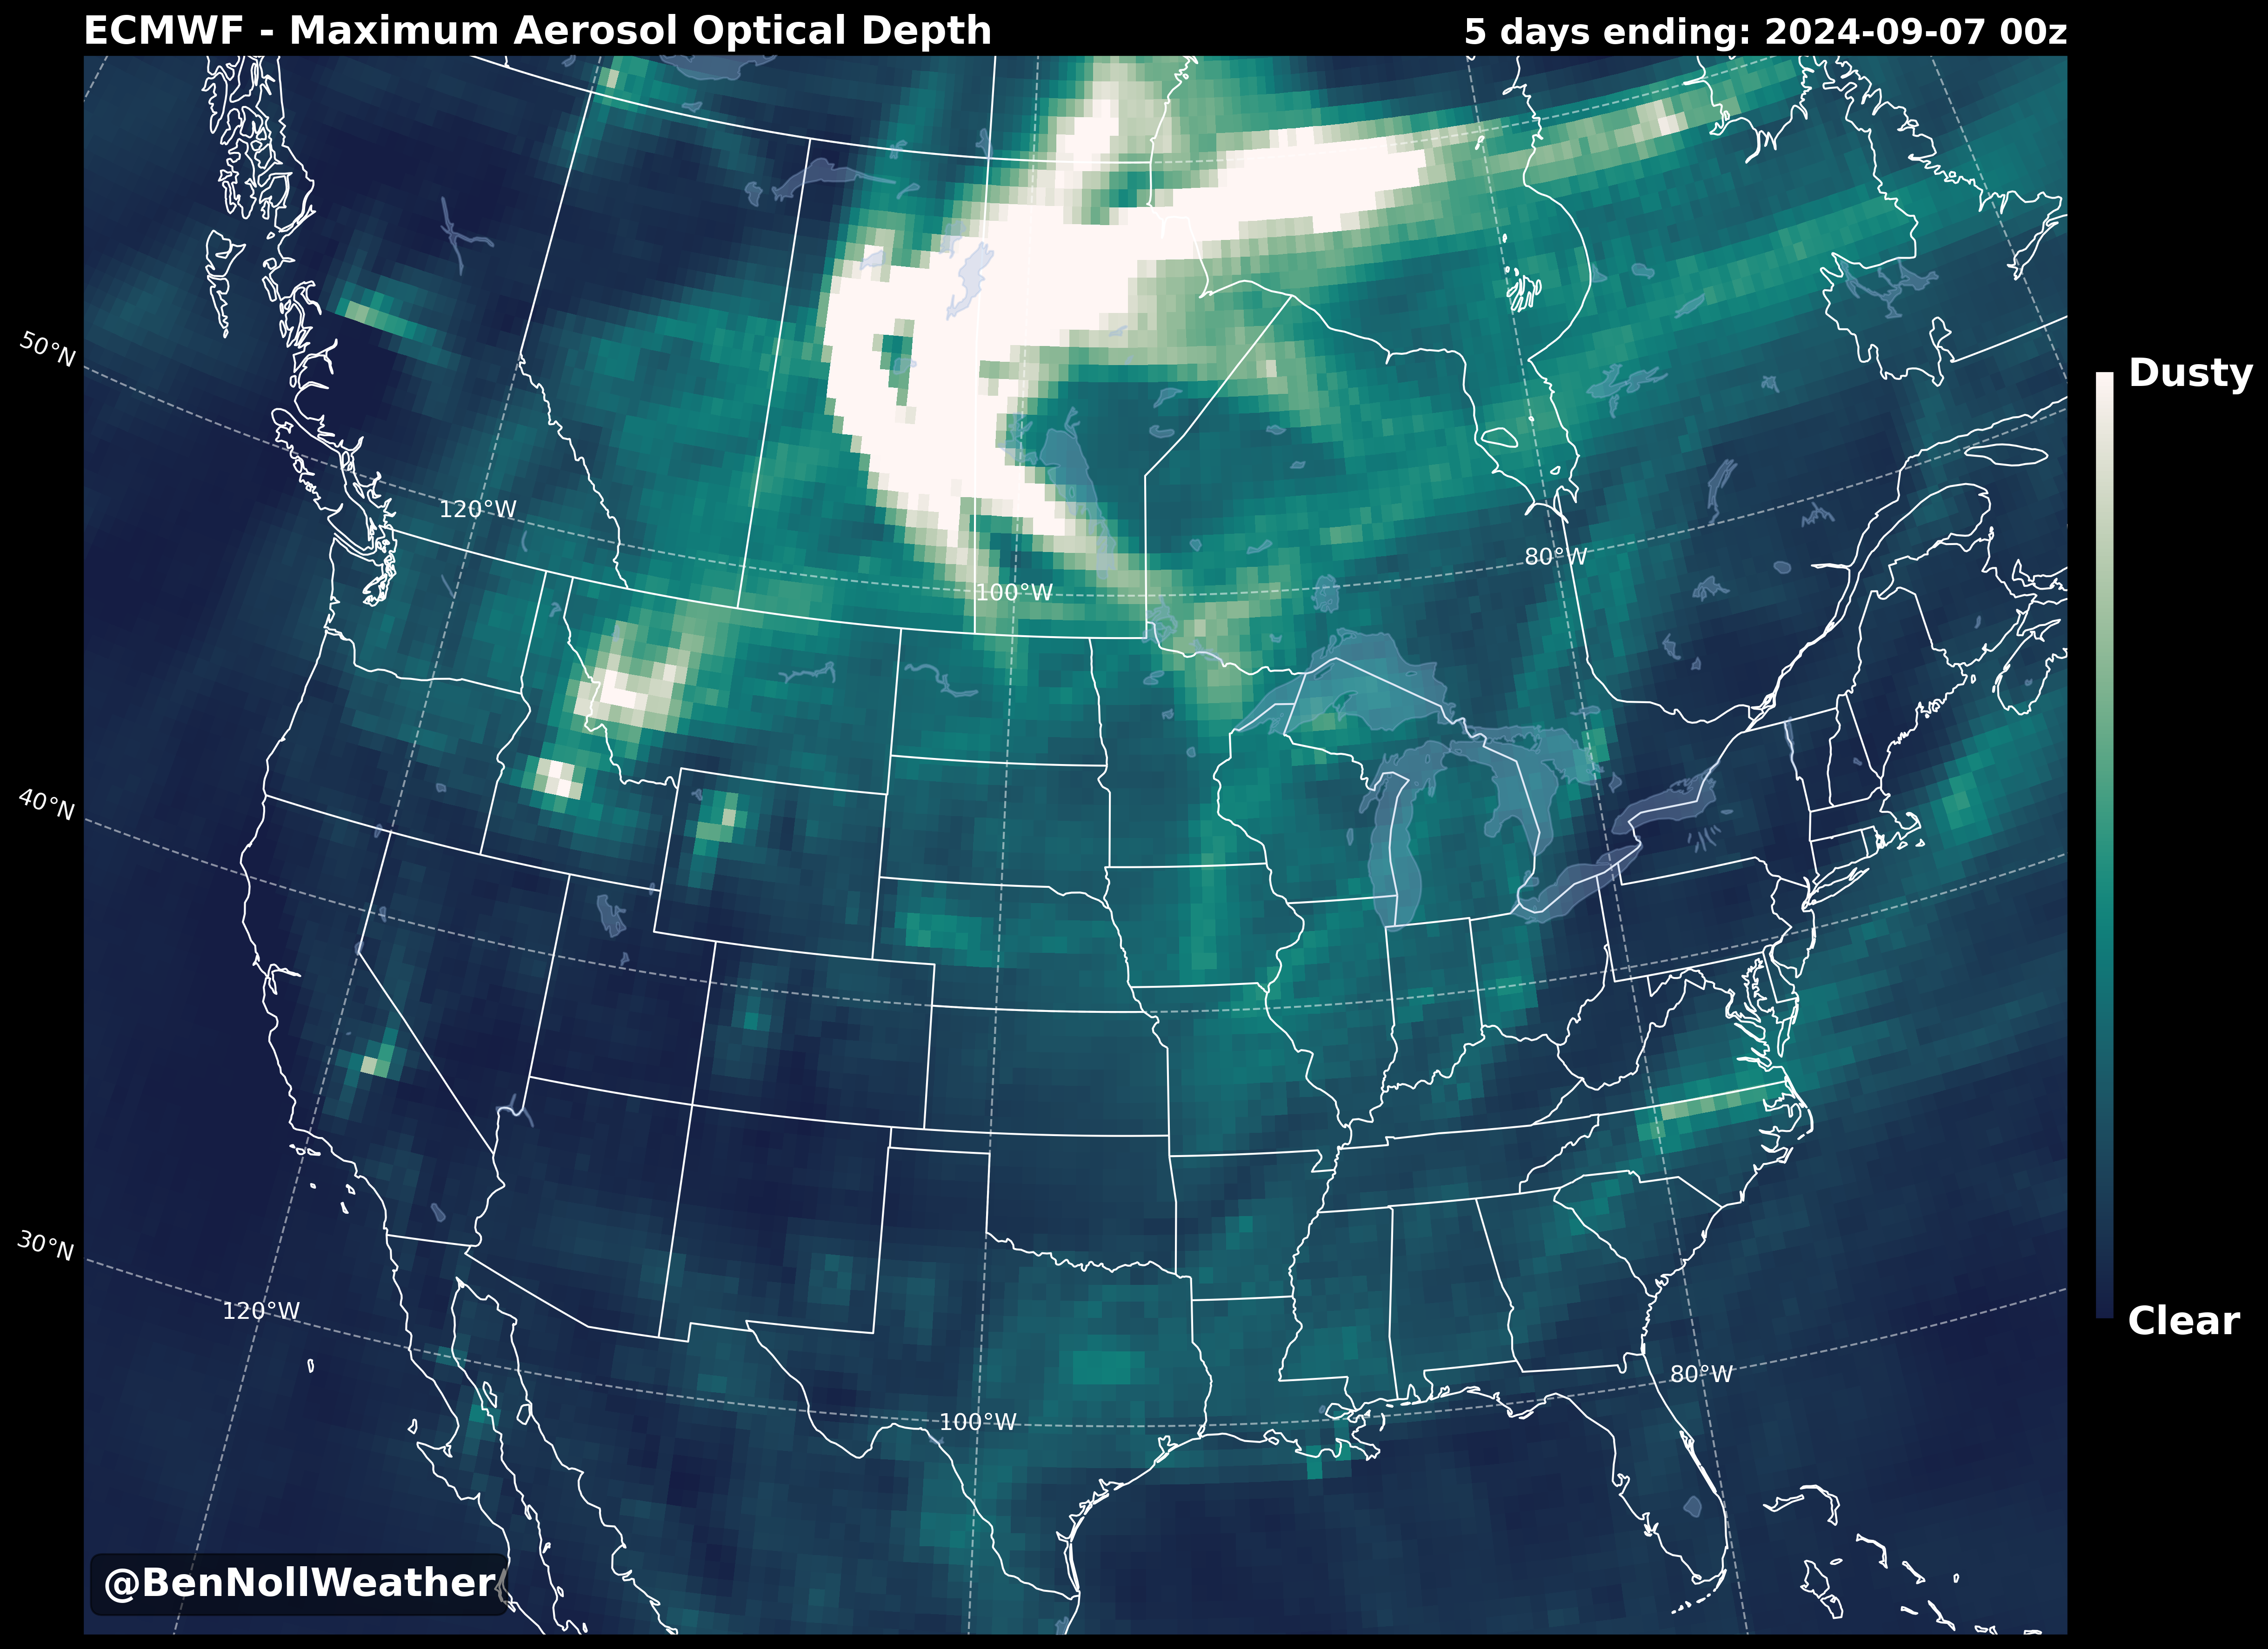 ECMWF - Maximum Aerosol Optical Depth
5 days ending: 2024-09-07 00z
50°N
Dusty
120°W
80°W
100°W
40°N
30°N
120°W
Clear
80°W
100°W
@BenNollWeather